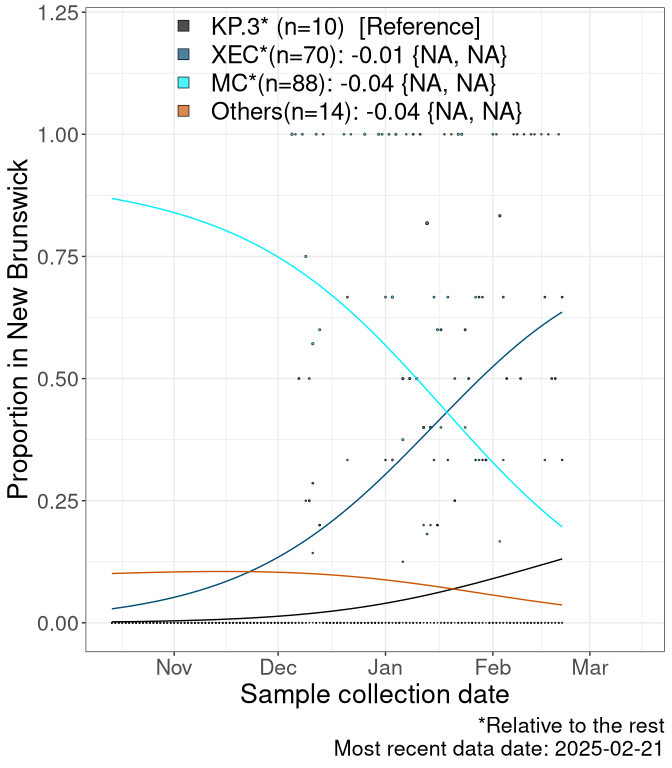 KP.3* (n=10)  [Reference]
XEC*(n=70): -0.01 {NA, NA}
MC*(n=88): -0.04 {NA, NA}
Others(n=14): -0.04 {NA, NA}
1.25
1.00
0.75
0.50
0.25
0.00
Proportion in New Brunswick
Nov Dec Jan Feb Mar
Sample collection date
*Relative to the rest
Most recent data date: 2025-02-21